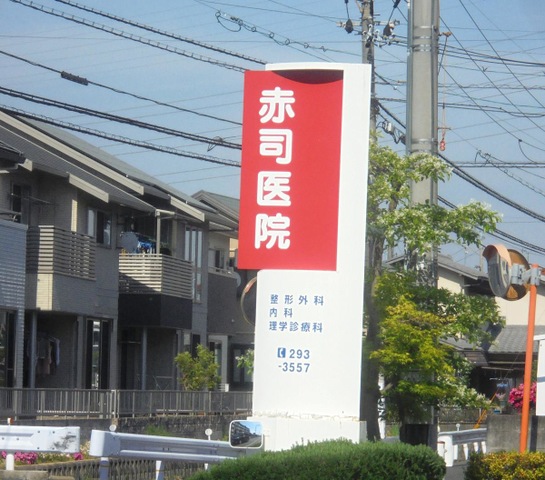 赤司医院
整形外科
内科
理学診療科
293
-3557